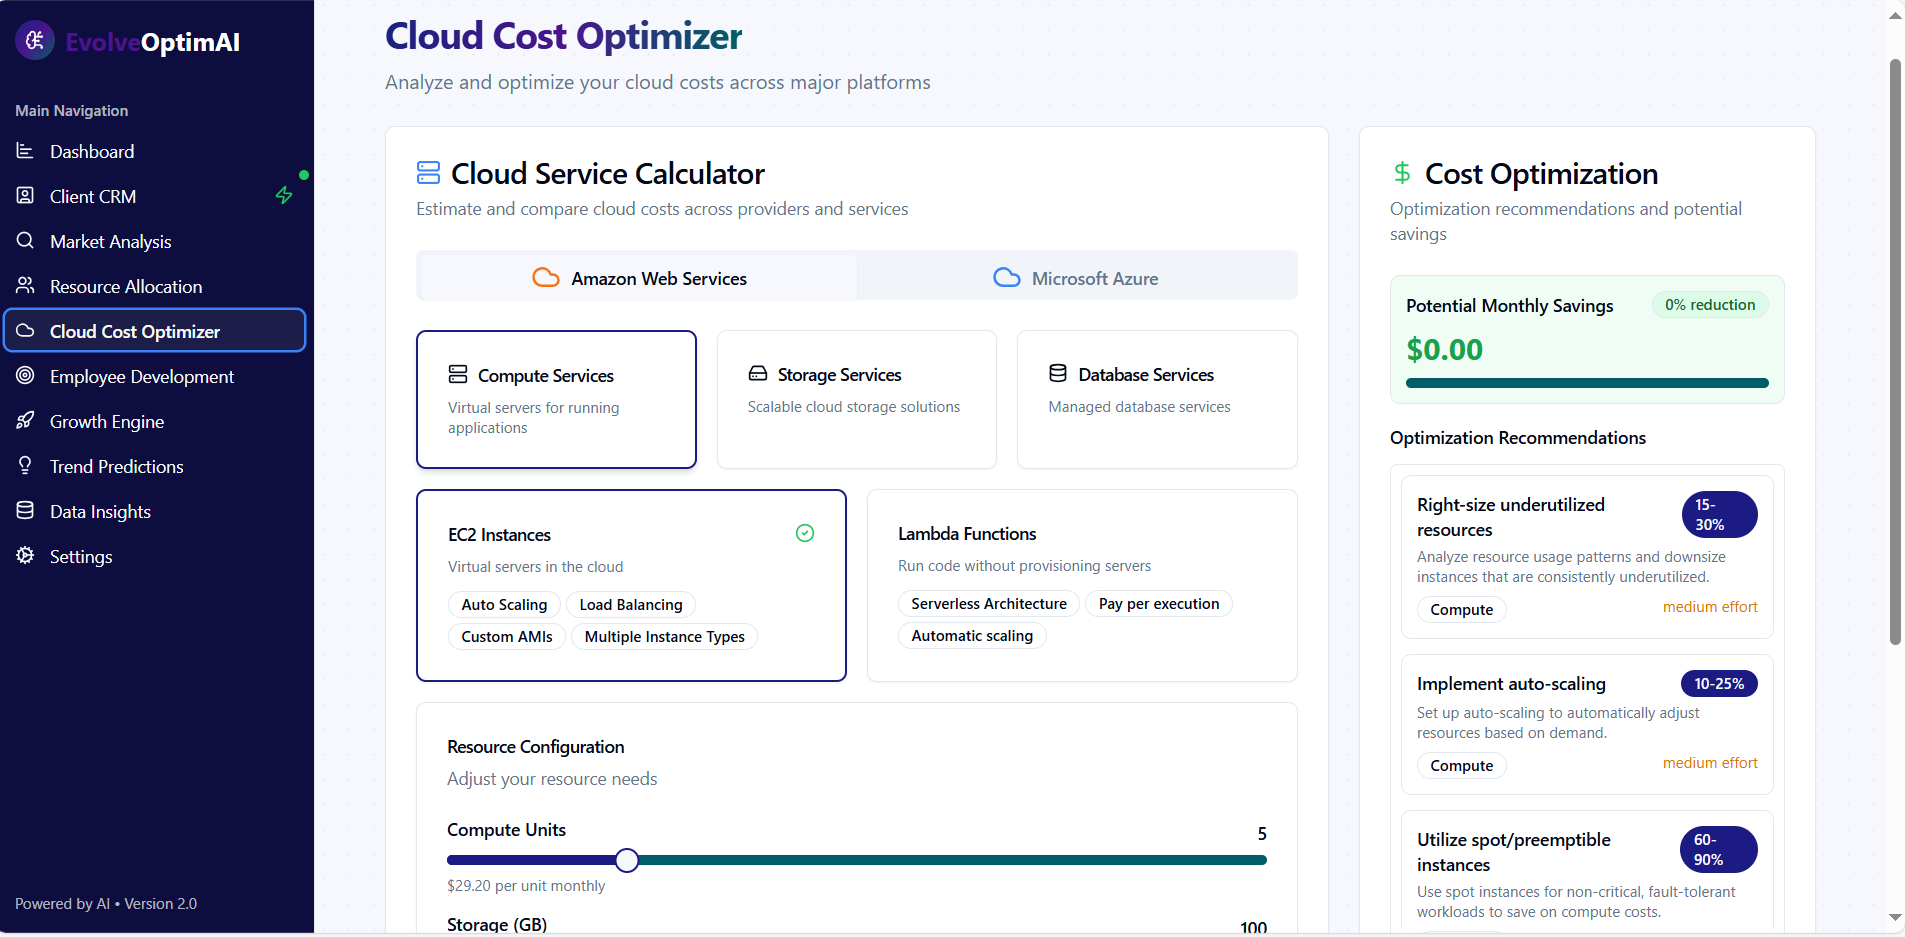 EvolveOptimAI
Main Navigation
Dashboard
Client CRM
Market Analysis
Resource Allocation
Cloud Cost Optimizer
Employee Development
Growth Engine
Trend Predictions
Data Insights
Settings
Powered by AI • Version 2.0
Cloud Cost Optimizer
Analyze and optimize your cloud costs across major platforms
Cloud Service Calculator
Estimate and compare cloud costs across providers and services
Amazon Web Services
Microsoft Azure
Compute Services
Virtual servers for running
applications
Storage Services
Scalable cloud storage solutions
Database Services
Managed database services
EC2 Instances
Virtual servers in the cloud
Auto Scaling
Load Balancing
Custom AMIs
Multiple Instance Types
Lambda Functions
Run code without provisioning servers
Serverless Architecture
Pay per execution
Automatic scaling
Resource Configuration
Adjust your resource needs
Compute Units
5
$29.20 per unit monthly
Storage (GB)
100
$ Cost Optimization
Optimization recommendations and potential
savings
Potential Monthly Savings
0% reduction
$0.00
Optimization Recommendations
Right-size underutilized
resources
15-
30%
Analyze resource usage patterns and downsize
instances that are consistently underutilized.
Compute
medium effort
Implement auto-scaling
10-25%
Set up auto-scaling to automatically adjust
resources based on demand.
Compute
medium effort
Utilize spot/preemptible
instances
60-
90%
Use spot instances for non-critical, fault-tolerant
workloads to save on compute costs.